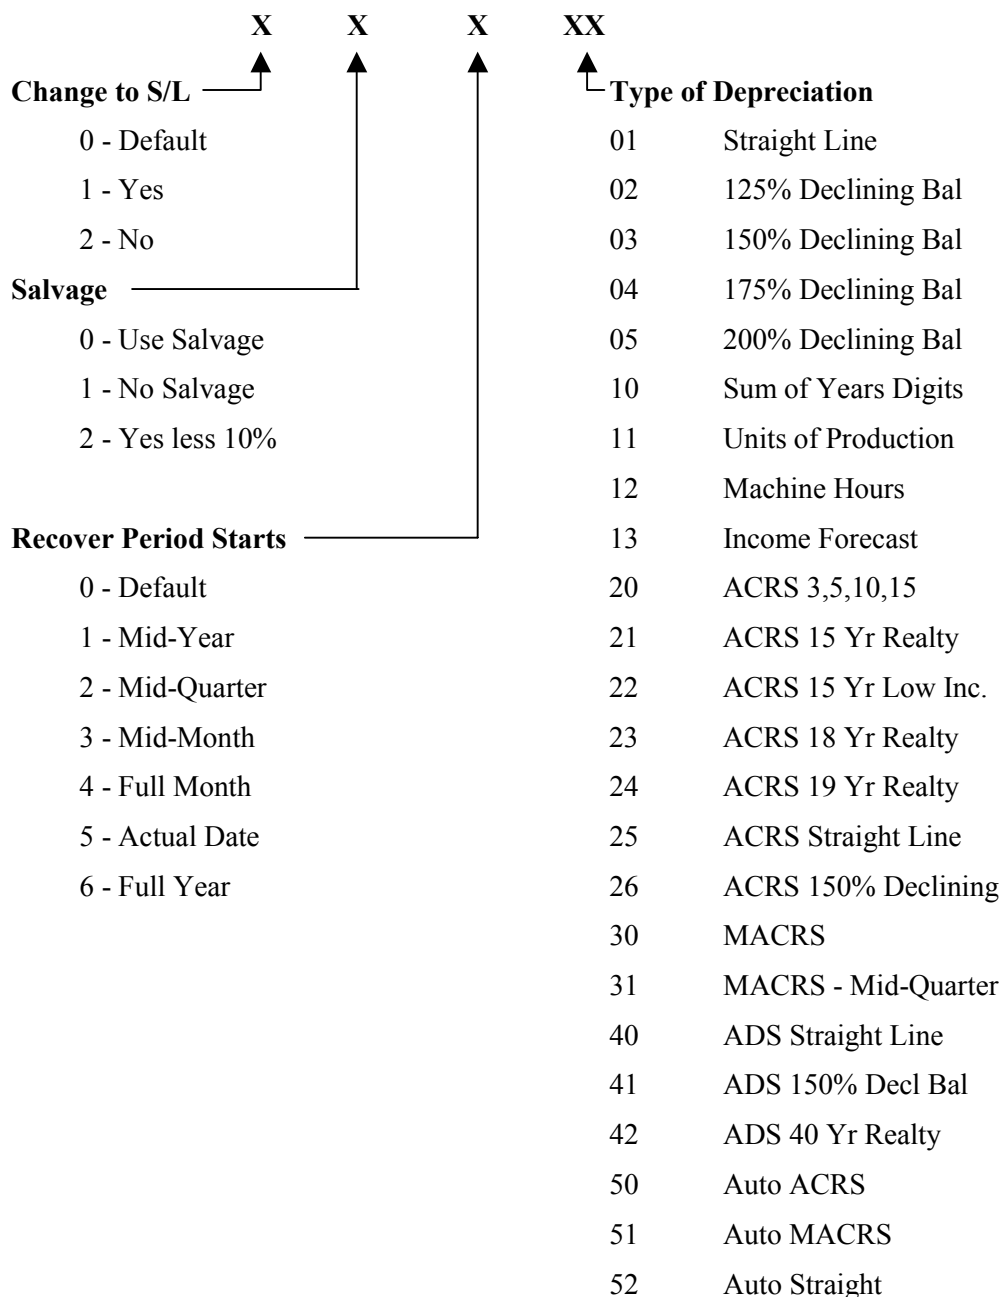 X X X XX
Change to S/L
0 - Default
1 - Yes
2 - No
Salvage
0 - Use Salvage
1 - No Salvage
2 - Yes less 10%
Recover Period Starts
0 - Default
1 - Mid-Year
2 - Mid-Quarter
3 - Mid-Month
4 - Full Month
5 - Actual Date
6 - Full Year
Type of Depreciation
01 Straight Line
02 125% Declining Bal
03 150% Declining Bal
04 175% Declining Bal
05 200% Declining Bal
10 Sum of Years Digits
11 Units of Production
12 Machine Hours
13 Income Forecast
20 ACRS 3,5,10,15
21 ACRS 15 Yr Realty
22 ACRS 15 Yr Low Inc.
23 ACRS 18 Yr Realty
24 ACRS 19 Yr Realty
25 ACRS Straight Line
26 ACRS 150% Declining
30 MACRS
31 MACRS - Mid-Quarter
40 ADS Straight Line
41 ADS 150% Decl Bal
42 ADS 40 Yr Realty
50 Auto ACRS
51 Auto MACRS
52 Auto Straight